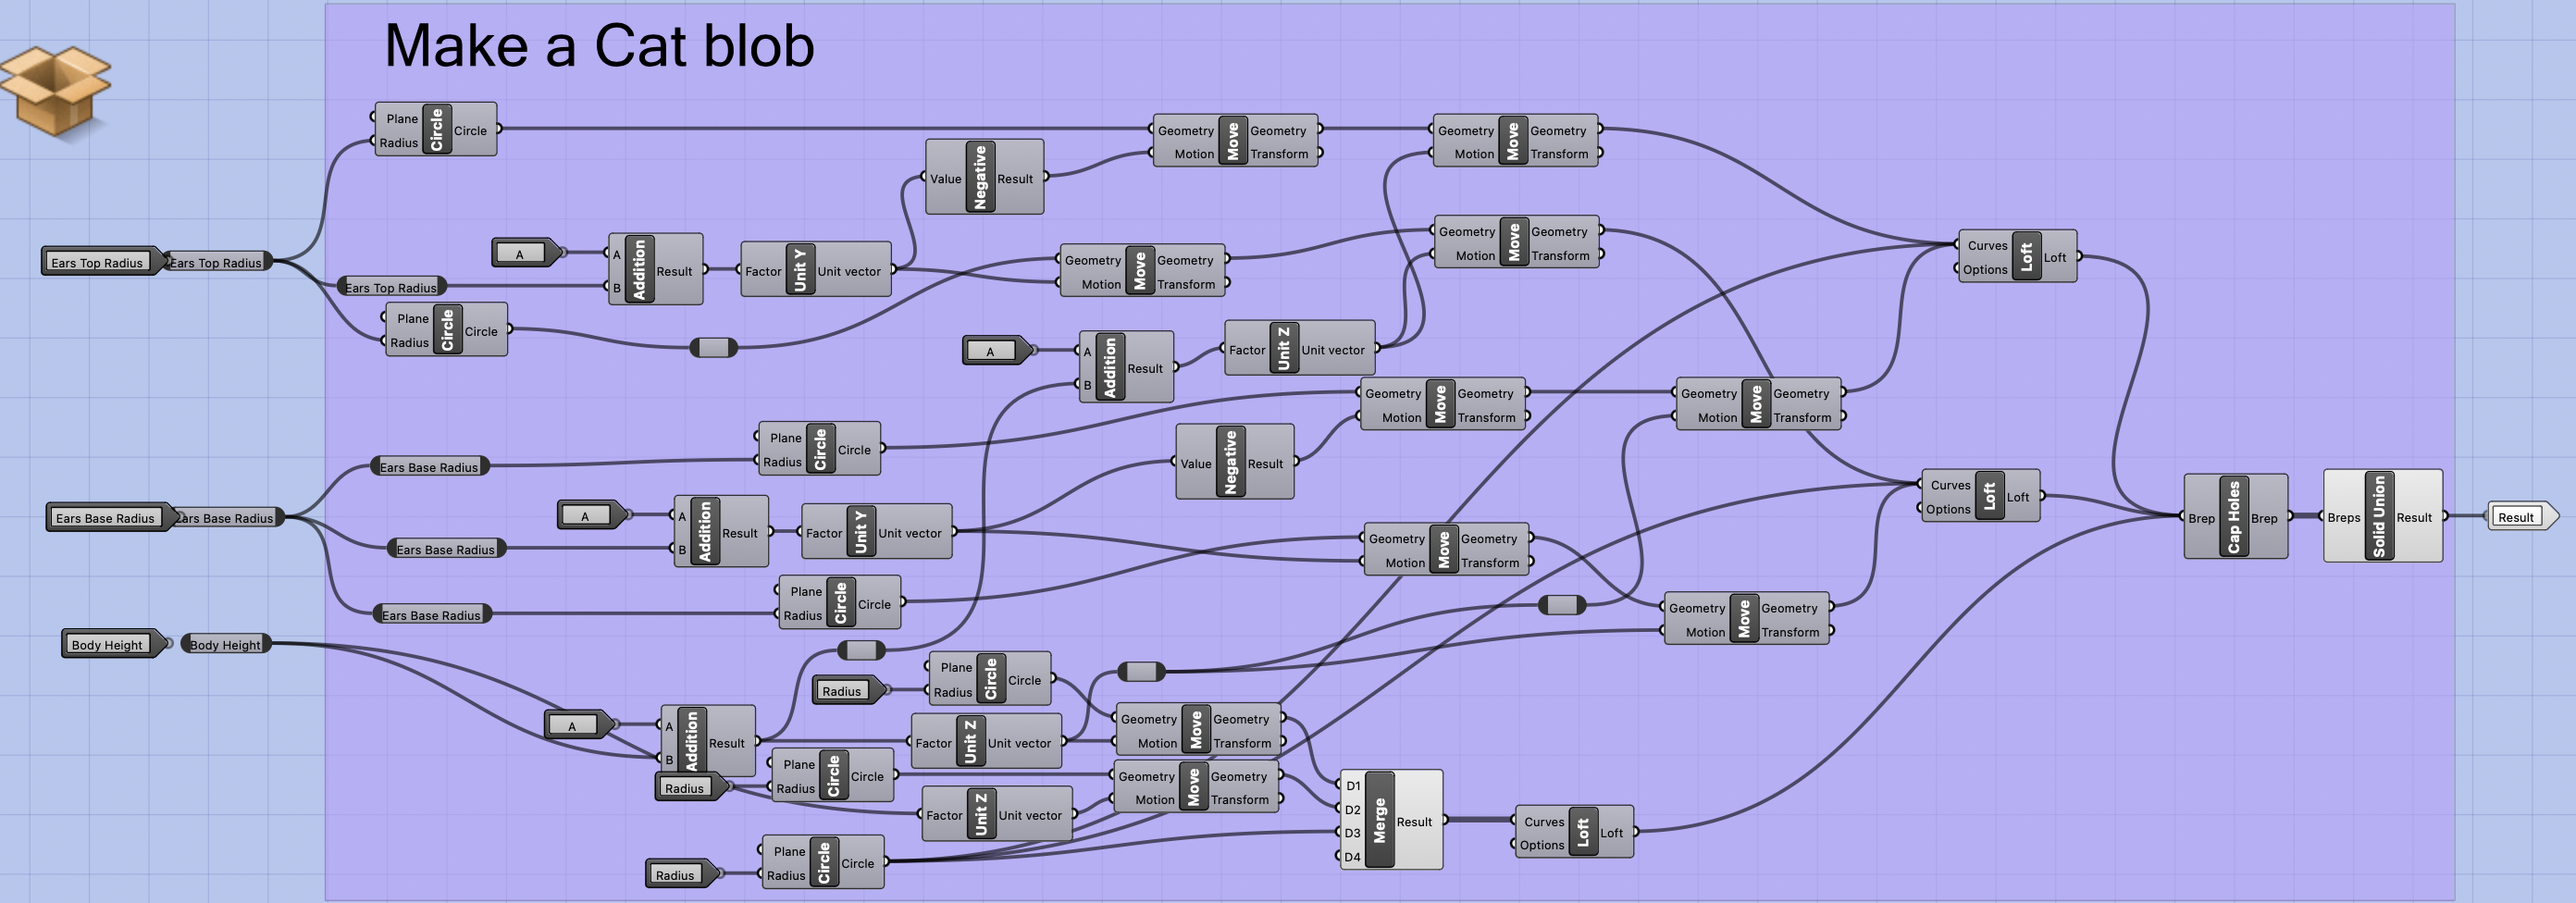 Make a Cat blob
Plane
Radius
Circle
Circle
Geometry
Motion
Move
Geometry
Transform
Geometry
Motion
Move
Geometry
Transform
Value
Negative
Result
Ears Top Radius
Ears Top Radius
A
A
B
Addition
Result
Factor
Unit Y
Unit vector
Geometry
Motion
Move
Geometry
Transform
Geometry
Motion
Move
Geometry
Transform
Curves
Options
Loft
Loft
Ears Top Radius
Plane
Radius
Circle
Circle
A
A
B
Addition
Result
Factor
Unit Z
Unit vector
Geometry
Motion
Move
Geometry
Transform
Geometry
Motion
Move
Geometry
Transform
Plane
Radius
Circle
Circle
Value
Negative
Result
Ears Base Radius
Ears Base Radius
Ears Base Radius
A
A
B
Addition
Result
Factor
Unit Y
Unit vector
Curves
Options
Loft
Loft
Brep
Cap Holes
Brep
Breps
Solid Union
Result
Result
Ears Base Radius
Geometry
Motion
Move
Geometry
Transform
Ears Base Radius
Plane
Radius
Circle
Circle
Geometry
Motion
Move
Geometry
Transform
Body Height
Body Height
Radius
Plane
Radius
Circle
Circle
A
A
B
Addition
Result
Factor
Unit Z
Unit vector
Geometry
Motion
Move
Geometry
Transform
Radius
Plane
Radius
Circle
Circle
Geometry
Motion
Move
Geometry
Transform
Factor
Unit Z
Unit vector
D1
D2
D3
D4
Merge
Result
Curves
Options
Loft
Loft
Radius
Plane
Radius
Circle
Circle